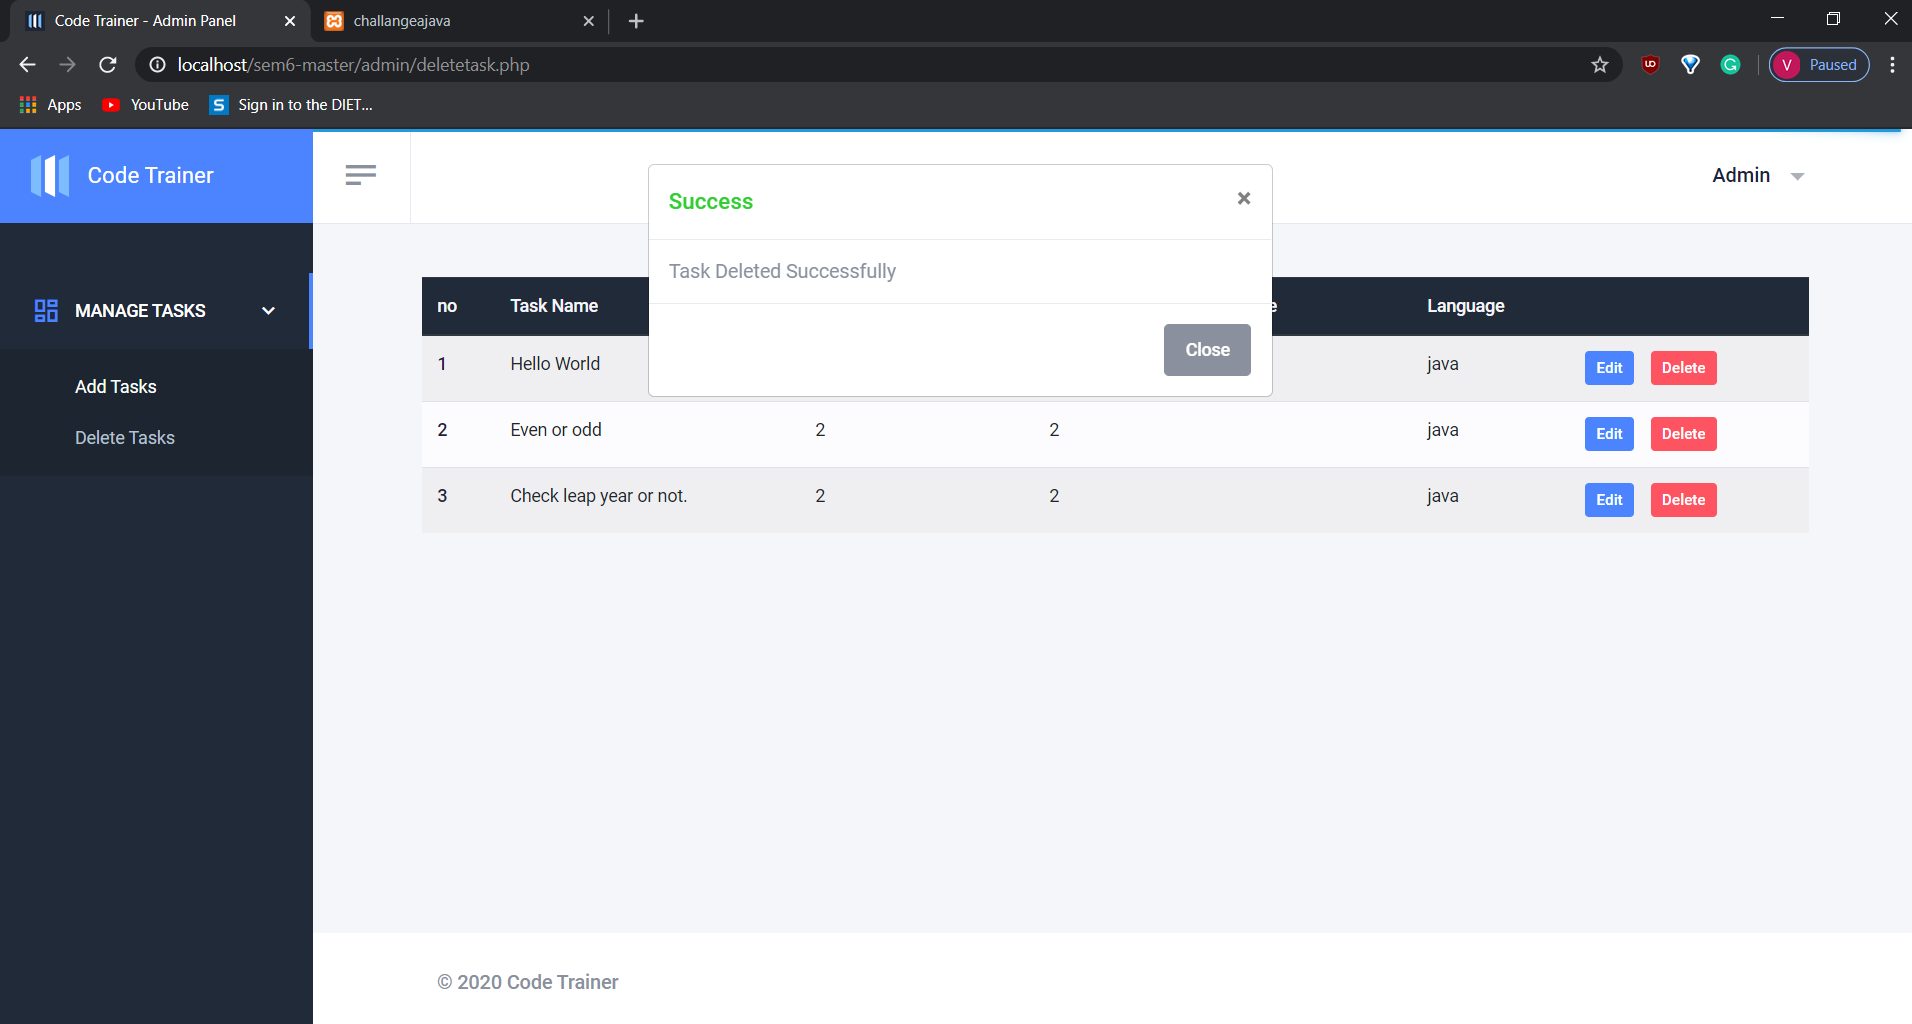 Code Trainer - Admin Panel
challangeajava
localhost/sem6-master/admin/deletetask.php
V Paused
Apps
YouTube
S Sign in to the DIET...
Code Trainer
Admin
Success ×
Task Deleted Successfully
Close
MANAGE TASKS
Add Tasks
Delete Tasks
no Task Name e Language
1 Hello World java Edit Delete
2 Even or odd 2 2 java Edit Delete
3 Check leap year or not. 2 2 java Edit Delete
© 2020 Code Trainer